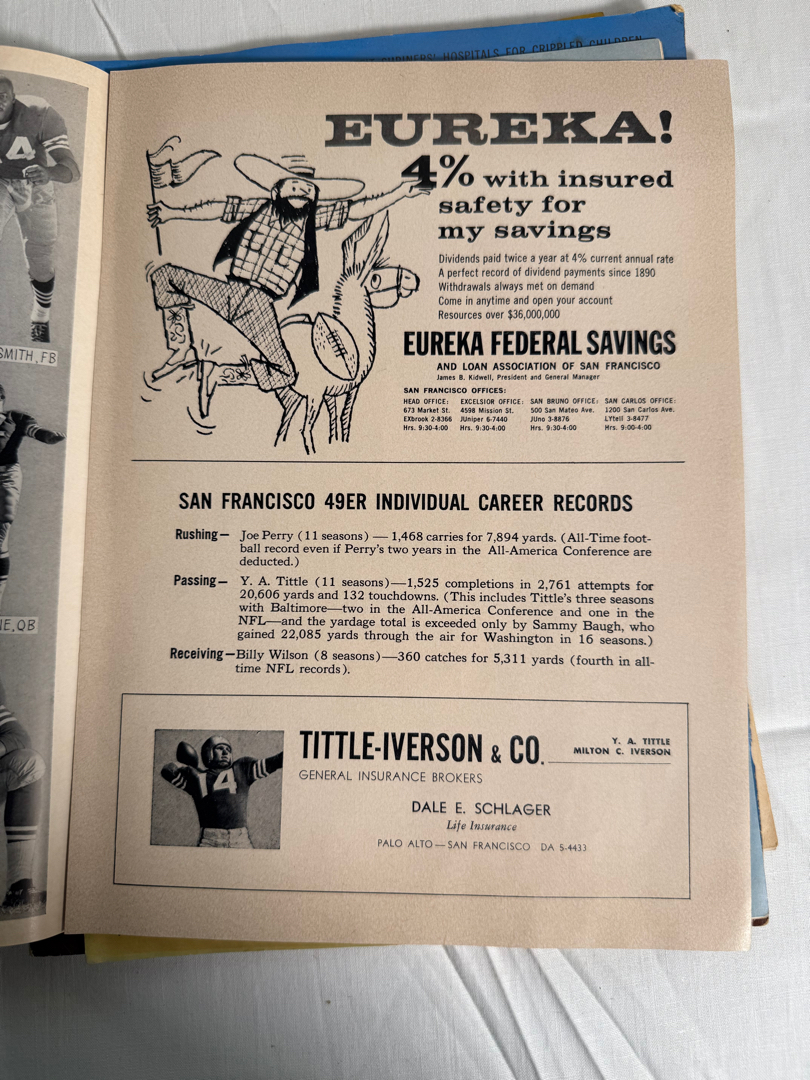 SHRINERS' HOSPITALS FOR CRIPPLED CHILDREN
4
SMITH, FB
NE, QB
EUREKA!
4% with insured
safety for
my savings
Dividends paid twice a year at 4% current annual rate
A perfect record of dividend payments since 1890
Withdrawals always met on demand
Come in anytime and open your account
Resources over $36,000,000
EUREKA FEDERAL SAVINGS
AND LOAN ASSOCIATION OF SAN FRANCISCO
James B. Kidwell, President and General Manager
SAN FRANCISCO OFFICES:
HEAD OFFICE: EXCELSIOR OFFICE: SAN BRUNO OFFICE: SAN CARLOS OFFICE:
673 Market St. 4598 Mission St. 500 San Mateo Ave. 1200 San Carlos Ave.
EXbrook 2-8366 JUniper 6-7440 JUno 3-8876 LYtell 3-8477
Hrs. 9:30-4:00 Hrs. 9:30-4:00 Hrs. 9:30-4:00 Hrs. 9:00-4:00
SAN FRANCISCO 49ER INDIVIDUAL CAREER RECORDS
Rushing— Joe Perry (11 seasons) — 1,468 carries for 7,894 yards. (All-Time foot-
ball record even if Perry's two years in the All-America Conference are
deducted.)
Passing— Y. A. Tittle (11 seasons)—1,525 completions in 2,761 attempts for
20,606 yards and 132 touchdowns. (This includes Tittle's three seasons
with Baltimore—two in the All-America Conference and one in the
NFL—and the yardage total is exceeded only by Sammy Baugh, who
gained 22,085 yards through the air for Washington in 16 seasons.)
Receiving—Billy Wilson (8 seasons)—360 catches for 5,311 yards (fourth in all-
time NFL records).
14
TITTLE-IVERSON & CO.
Y. A. TITTLE
MILTON C. IVERSON
GENERAL INSURANCE BROKERS
DALE E. SCHLAGER
Life Insurance
PALO ALTO — SAN FRANCISCO DA 5-4433